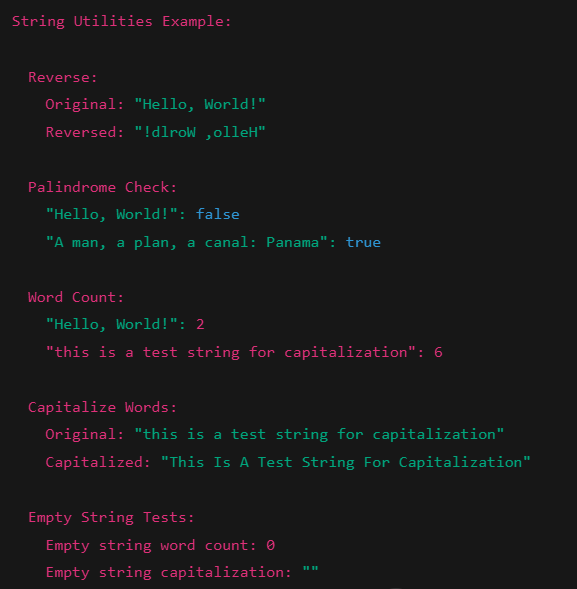 String Utilities Example:
Reverse:
Original: "Hello, World!"
Reversed: "!dlroW ,olleH"
Palindrome Check:
"Hello, World!": false
"A man, a plan, a canal: Panama": true
Word Count:
"Hello, World!": 2
"this is a test string for capitalization": 6
Capitalize Words:
Original: "this is a test string for capitalization"
Capitalized: "This Is A Test String For Capitalization"
Empty String Tests:
Empty string word count: 0
Empty string capitalization: ""